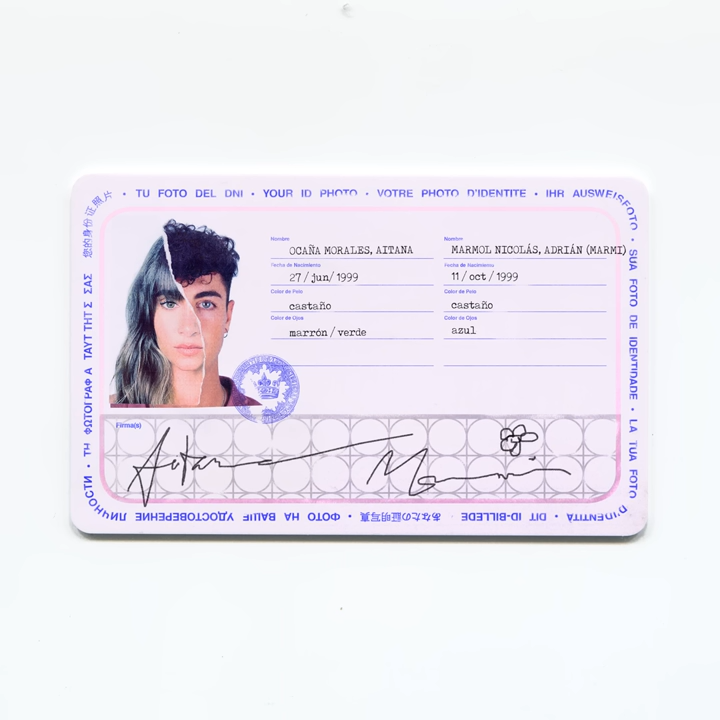 您的身份证照片 • TU FOTO DEL DNI • YOUR ID PHOTO • VOTRE PHOTO D'IDENTITE • IHR AUSWEISFOTO • SUA FOTO DE IDENTIDADE • LA TUA FOTO D'IDENTITÀ • DIT ID-BILLEDE • あなたの証明写真 • ФОТО НА ВАШЕ УДОСТОВЕРЕНИЕ ЛИЧНОСТИ • ΤΗ ΦΩΤΟΓΡΑΦΑ ΤΑΥΤΤΗΤΣ ΣΑΣ
Nombre
OCAÑA MORALES, AITANA
Fecha de Nacimiento
27/jun/1999
Color de Pelo
castaño
Color de Ojos
marrón/verde
Nombre
MARMOL NICOLÁS, ADRIÁN (MARMI)
Fecha de Nacimiento
11/oct/1999
Color de Pelo
castaño
Color de Ojos
azul
Firma(s)
Aitana